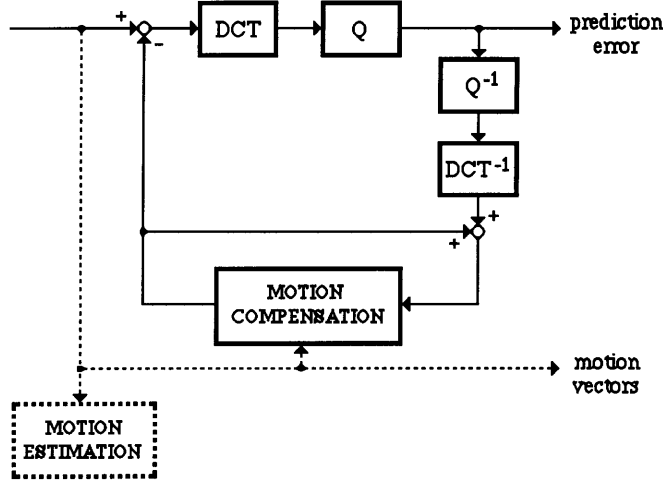 +
-
DCT
Q
prediction
error
Q⁻¹
DCT⁻¹
+
+
MOTION
COMPENSATION
motion
vectors
MOTION
ESTIMATION